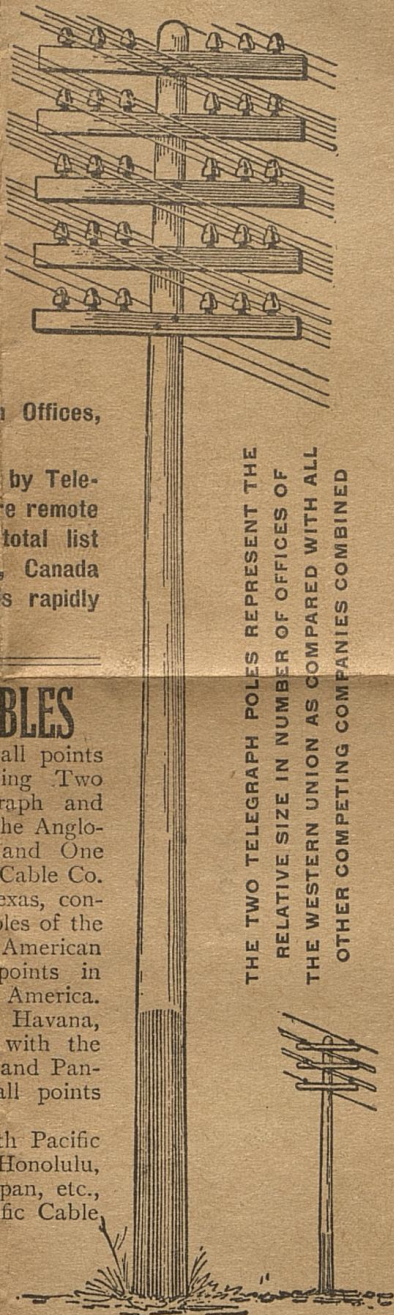 Offices,
by Tele-
re remote
total list
, Canada
s rapidly
BLES
all points
ing Two
raph and
he Anglo-
and One
Cable Co.
exas, con-
les of the
American
points in
America.
Havana,
with the
and Pan-
all points
th Pacific
Honolulu,
pan, etc.,
fic Cable
THE TWO TELEGRAPH POLES REPRESENT THE
RELATIVE SIZE IN NUMBER OF OFFICES OF
THE WESTERN UNION AS COMPARED WITH ALL
OTHER COMPETING COMPANIES COMBINED